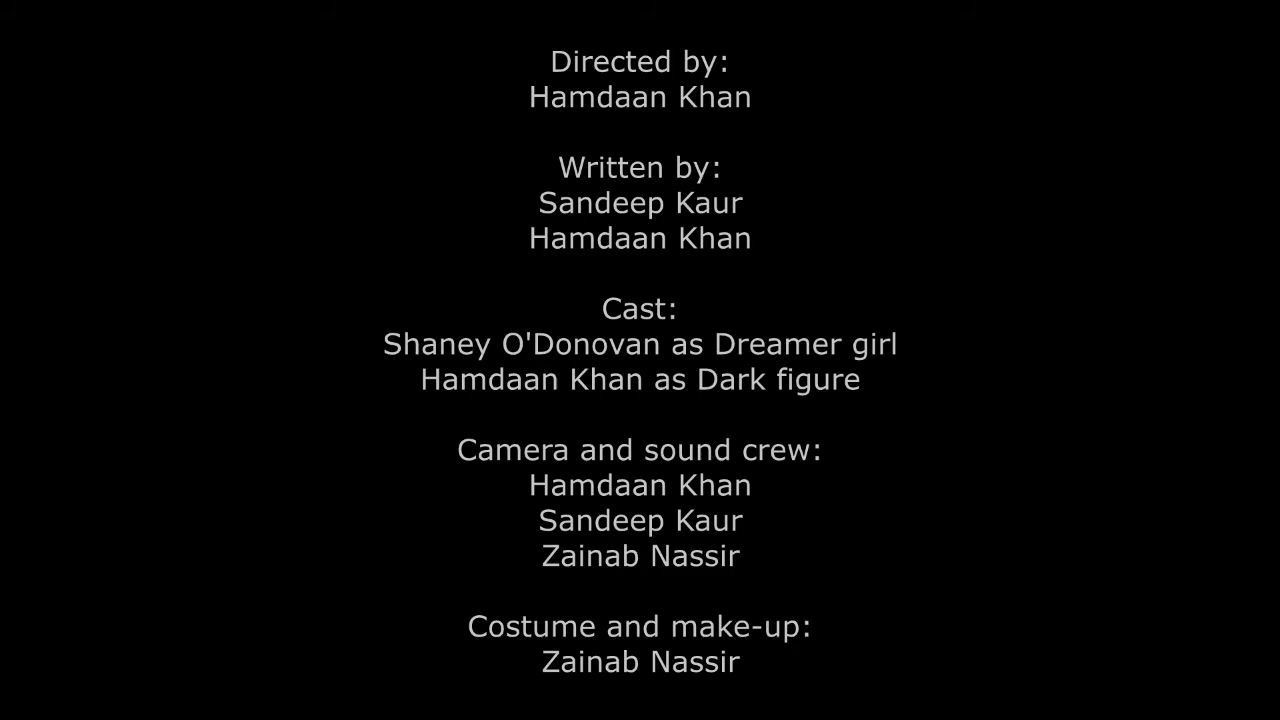 Directed by:
Hamdaan Khan
Written by:
Sandeep Kaur
Hamdaan Khan
Cast:
Shaney O'Donovan as Dreamer girl
Hamdaan Khan as Dark figure
Camera and sound crew:
Hamdaan Khan
Sandeep Kaur
Zainab Nassir
Costume and make-up:
Zainab Nassir